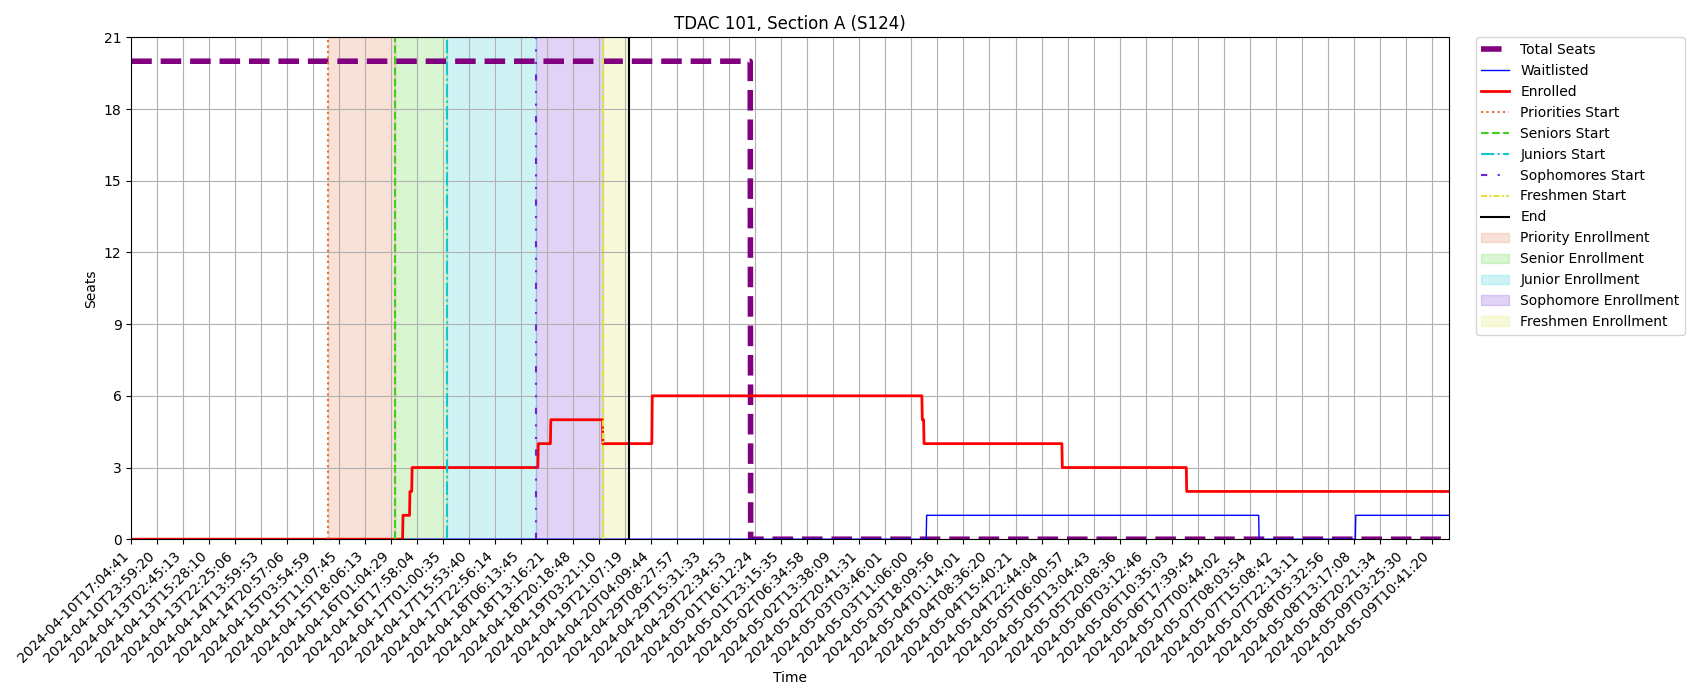 TDAC 101, Section A (S124)
Seats
21
18
15
12
9
6
3
0
2024-04-10T17:04:41
2024-04-10T23:59:20
2024-04-13T02:45:13
2024-04-13T15:28:10
2024-04-13T22:25:06
2024-04-14T13:59:53
2024-04-14T20:57:06
2024-04-15T03:54:59
2024-04-15T11:07:45
2024-04-15T18:06:13
2024-04-16T01:04:29
2024-04-16T17:58:04
2024-04-17T01:00:35
2024-04-17T15:53:40
2024-04-17T22:56:14
2024-04-18T06:13:45
2024-04-18T13:16:21
2024-04-18T20:18:48
2024-04-19T03:21:10
2024-04-19T21:07:19
2024-04-20T04:09:44
2024-04-29T08:27:57
2024-04-29T15:31:33
2024-04-29T22:34:53
2024-05-01T16:12:24
2024-05-01T23:15:35
2024-05-02T06:34:58
2024-05-02T13:38:09
2024-05-02T20:41:31
2024-05-03T03:46:01
2024-05-03T11:06:00
2024-05-03T18:09:56
2024-05-04T01:14:01
2024-05-04T08:36:20
2024-05-04T15:40:21
2024-05-04T22:44:04
2024-05-05T06:00:57
2024-05-05T13:04:43
2024-05-05T20:08:36
2024-05-06T03:12:46
2024-05-06T10:35:03
2024-05-06T17:39:45
2024-05-07T00:44:02
2024-05-07T08:03:54
2024-05-07T15:08:42
2024-05-07T22:13:11
2024-05-08T05:32:56
2024-05-08T13:17:08
2024-05-08T20:21:34
2024-05-09T03:25:30
2024-05-09T10:41:20
Time
Total Seats
Waitlisted
Enrolled
Priorities Start
Seniors Start
Juniors Start
Sophomores Start
Freshmen Start
End
Priority Enrollment
Senior Enrollment
Junior Enrollment
Sophomore Enrollment
Freshmen Enrollment